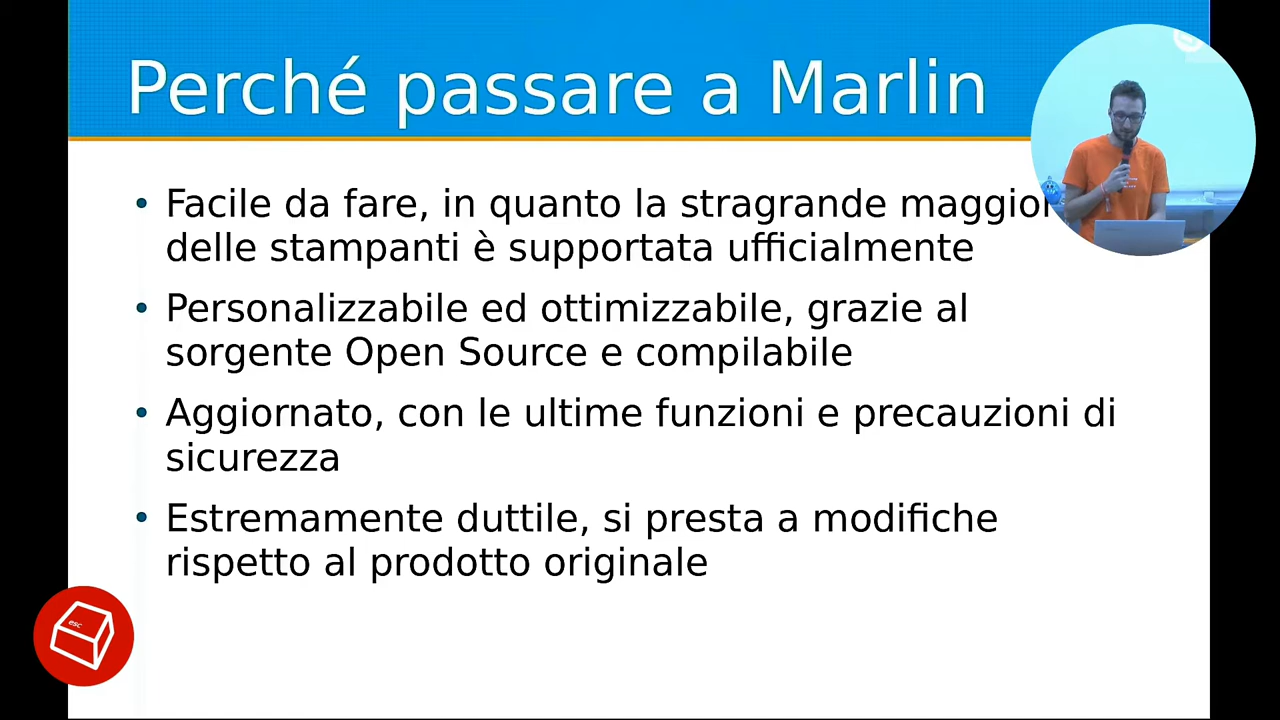 Perché passare a Marlin
• Facile da fare, in quanto la stragrande
delle stampanti è supportata ufficialmente
• Personalizzabile ed ottimizzabile, grazie al
sorgente Open Source e compilabile
• Aggiornato, con le ultime funzioni e precauzioni di
sicurezza
• Estremamente duttile, si presta a modifiche
rispetto al prodotto originale
esc